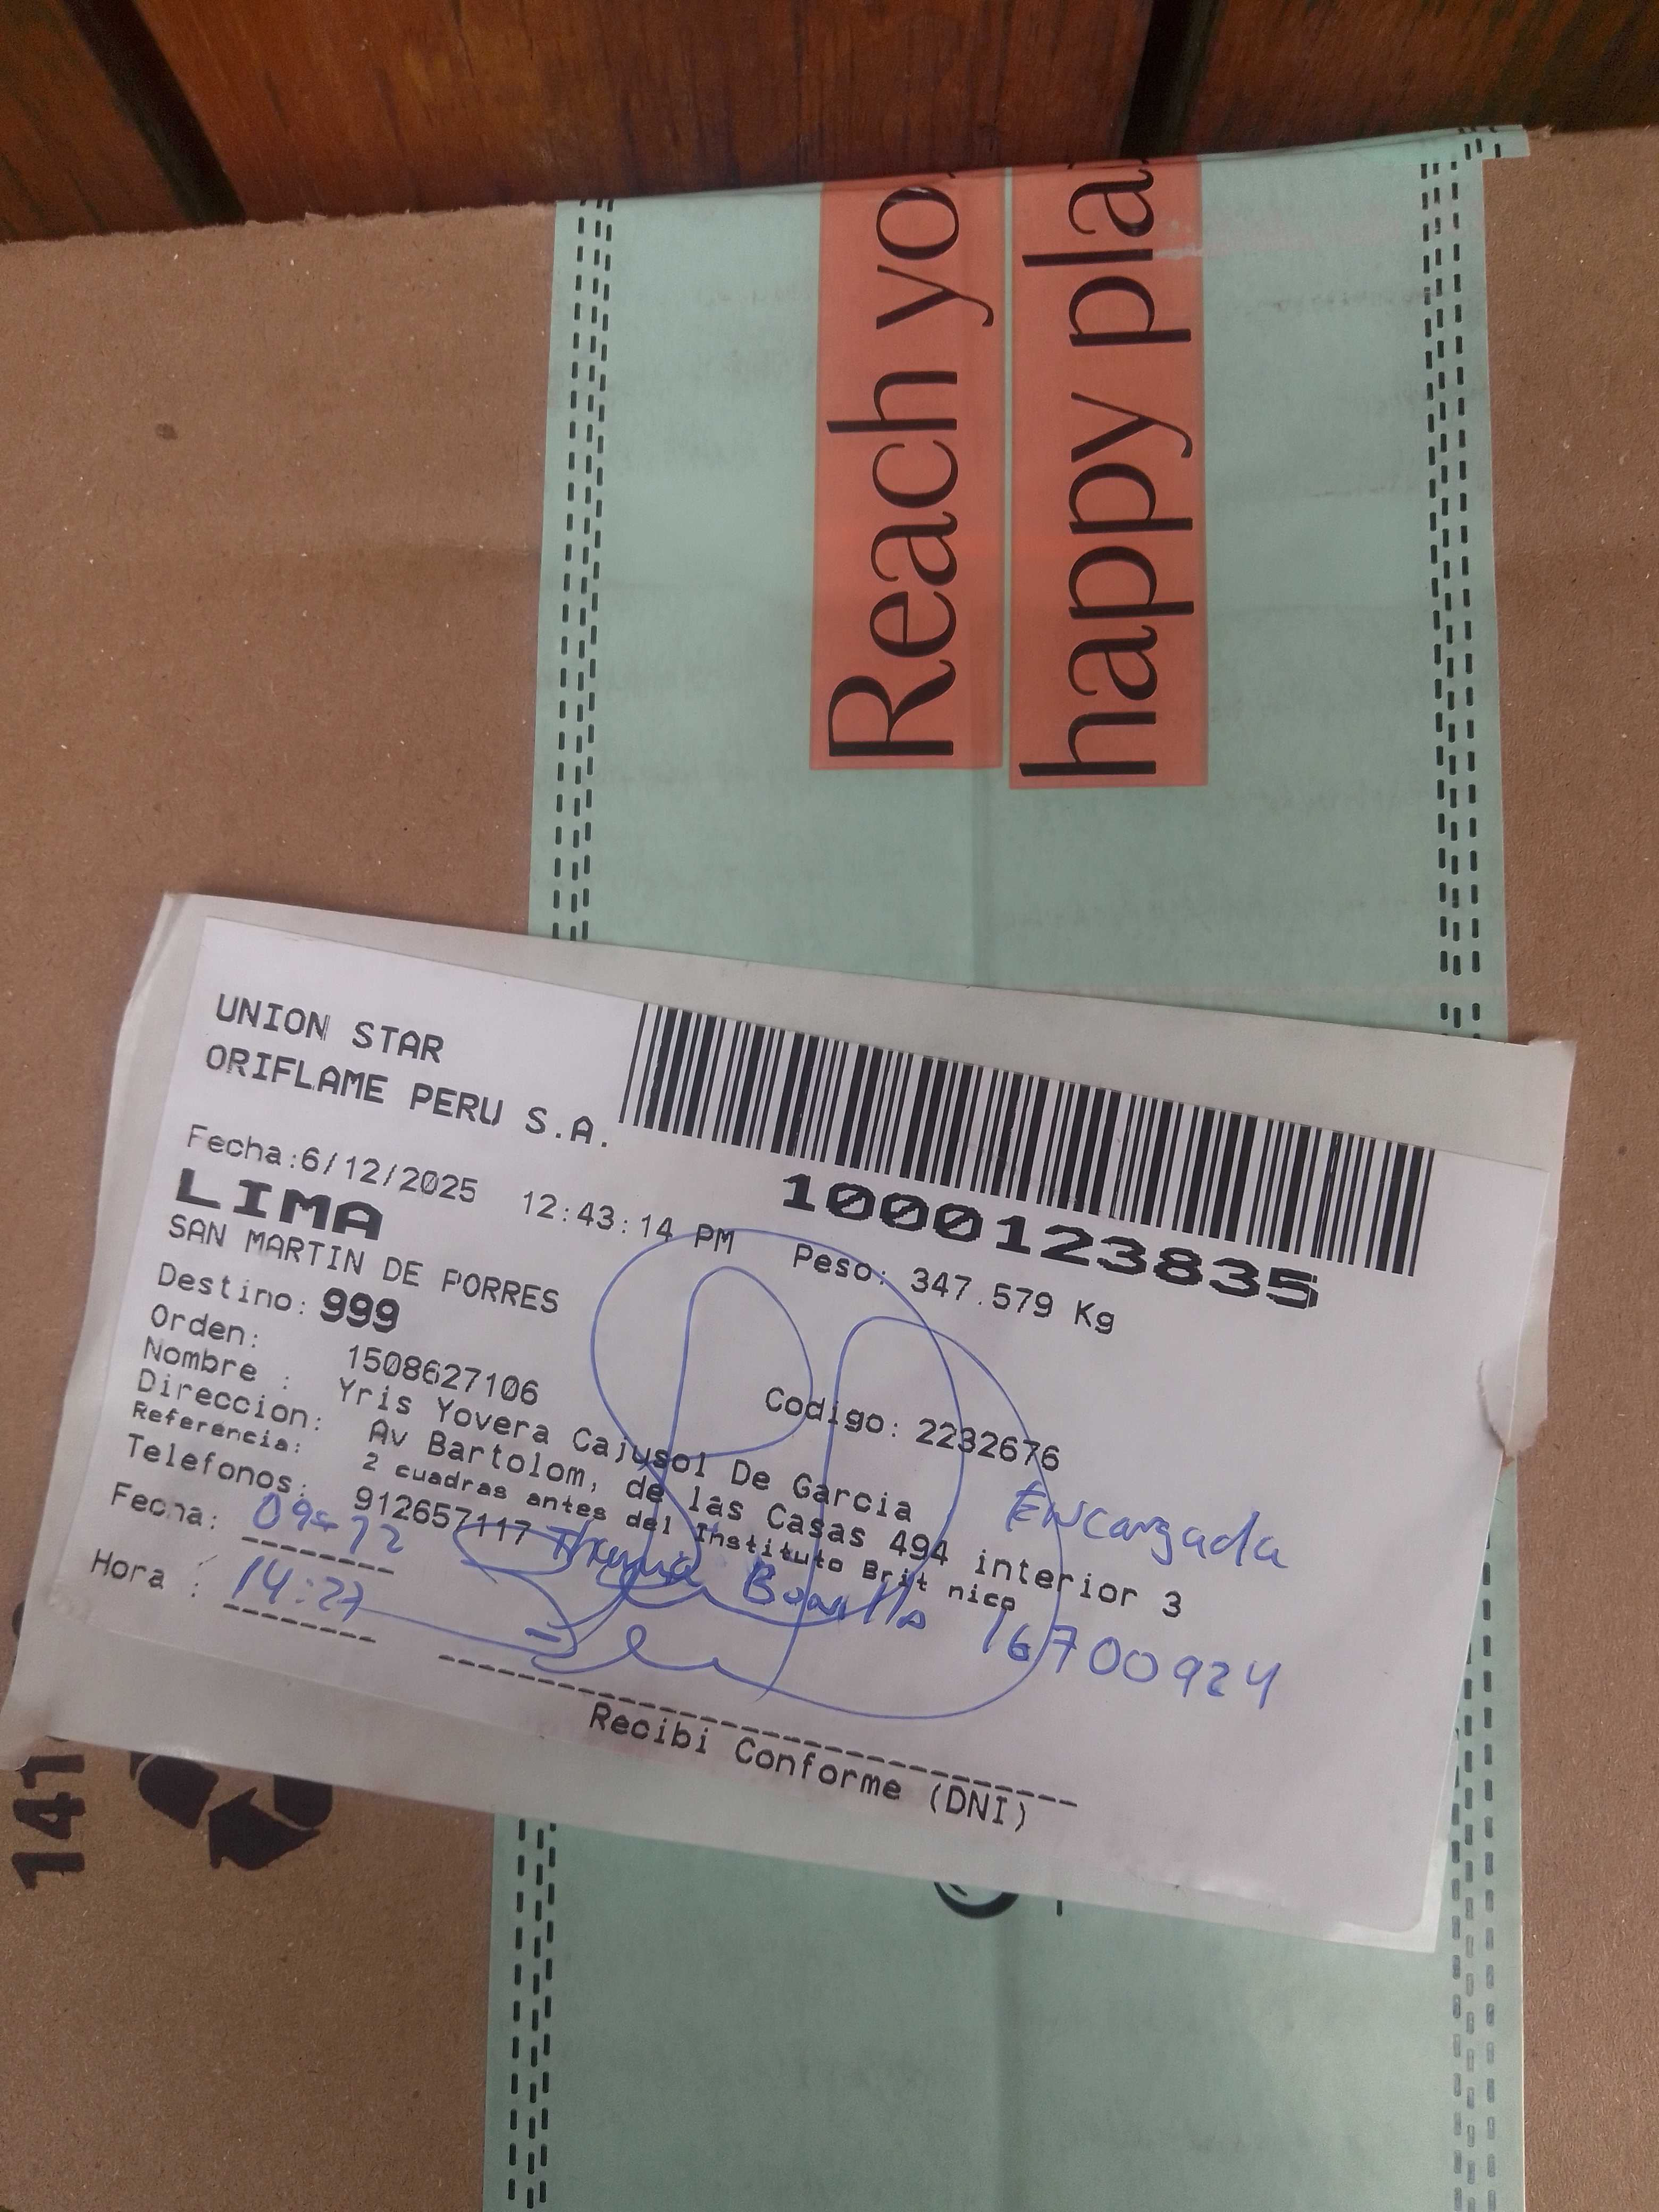 Reach yo
happy pla
UNION STAR
ORIFLAME PERU S.A.
1000123835
Fecha:6/12/2025 12:43:14 PM Peso: 347.579 Kg
LIMA
SAN MARTIN DE PORRES
Destino: 999
Orden: 1508627106 Codigo: 2232676
Nombre : Yris Yovera Cajusol De Garcia
Direccion: Av Bartolom, de las Casas 494 interior 3
Referencia: 2 cuadras antes del Instituto Brit nico
Telefonos: 912657117
Encargada
Fecha: 09-12
16700924
Hora : 14:27
Recibi Conforme (DNI)
141